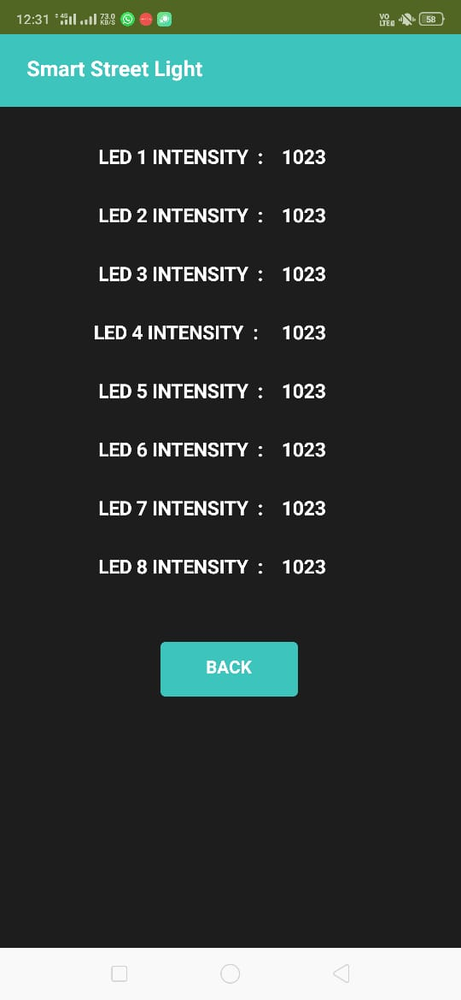 12:31 4G 73.0 KB/S VO LTE 58
Smart Street Light
LED 1 INTENSITY : 1023
LED 2 INTENSITY : 1023
LED 3 INTENSITY : 1023
LED 4 INTENSITY : 1023
LED 5 INTENSITY : 1023
LED 6 INTENSITY : 1023
LED 7 INTENSITY : 1023
LED 8 INTENSITY : 1023
BACK